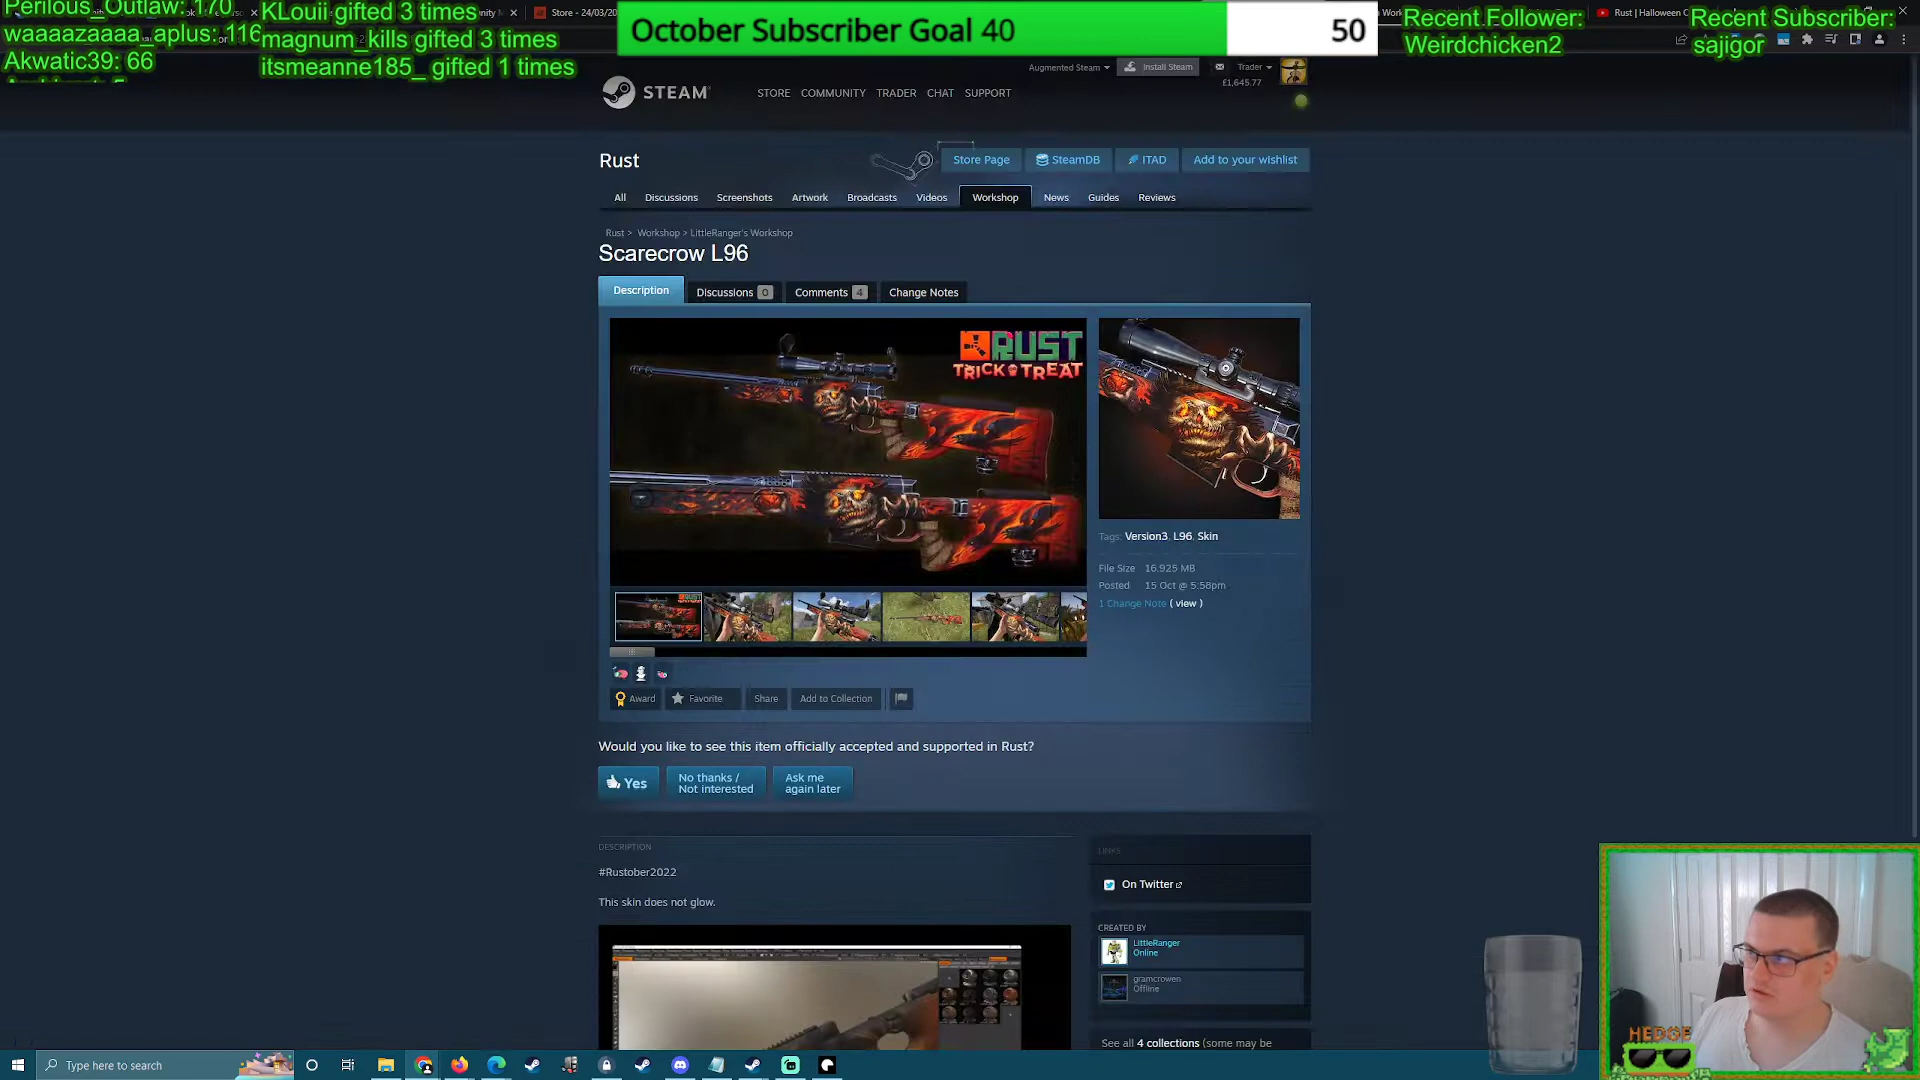 Perilous_Outlaw: 170
waaaazaaaa_aplus: 116
Akwatic39: 66
KLouii gifted 3 times
magnum_kills gifted 3 times
itsmeanne185_ gifted 1 times
Store - 24/03/20
October Subscriber Goal 40
50
Recent Follower:
Weirdchicken2
Rust | Halloween C
Recent Subscriber:
sajigor
Augmented Steam
Install Steam
Trader
£1,645.77
STEAM
STORE COMMUNITY TRADER CHAT SUPPORT
Rust
Store Page SteamDB ITAD Add to your wishlist
All Discussions Screenshots Artwork Broadcasts Videos Workshop News Guides Reviews
Rust > Workshop > LittleRanger's Workshop
Scarecrow L96
Description Discussions 0 Comments 4 Change Notes
RUST
TRICK TREAT
Tags: Version3, L96, Skin
File Size 16.925 MB
Posted 15 Oct @ 5:58pm
1 Change Note ( view )
Award Favorite Share Add to Collection
Would you like to see this item officially accepted and supported in Rust?
Yes
No thanks /
Not interested
Ask me
again later
DESCRIPTION
#Rustober2022
This skin does not glow.
LINKS
On Twitter
CREATED BY
LittleRanger
Online
gramcrowen
Offline
See all 4 collections (some may be
HEDGE
Type here to search